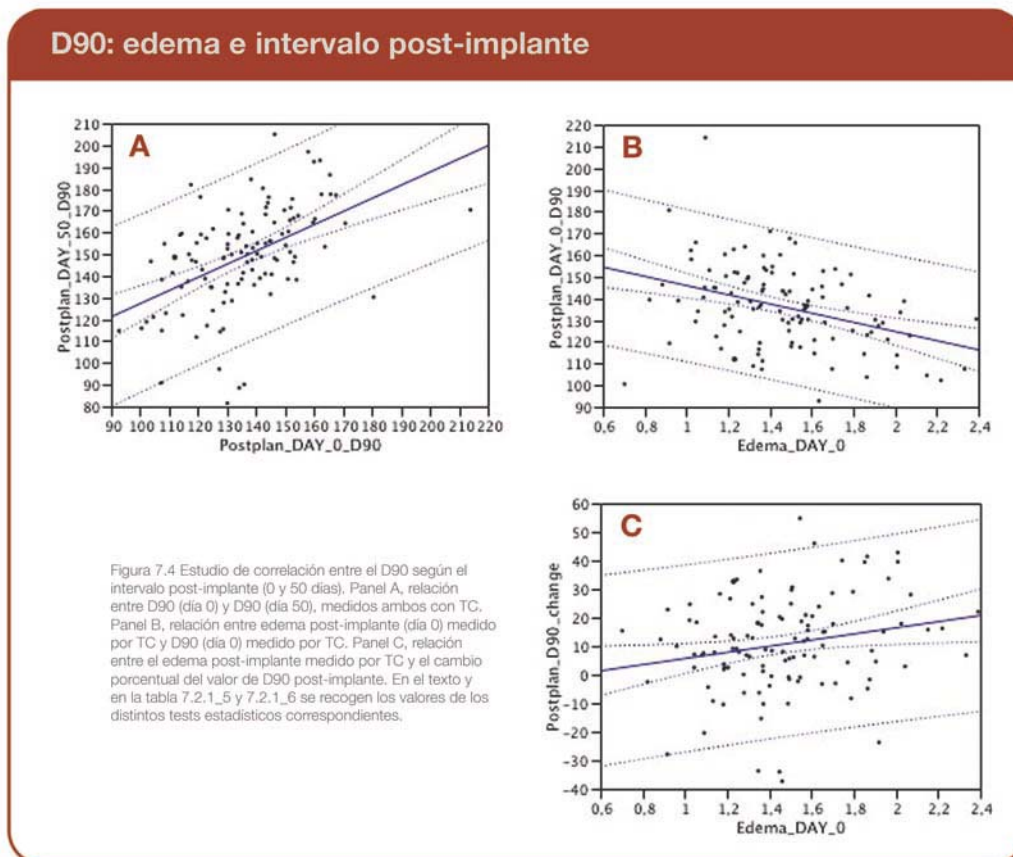 D90: edema e intervalo post-implante
A
210
200
190
180
170
160
150
140
130
120
110
100
90
80
Postplan_DAY_50_D90
90 100 110 120 130 140 150 160 170 180 190 200 210 220
Postplan_DAY_0_D90
B
220
210
200
190
180
170
160
150
140
130
120
110
100
90
Postplan_DAY_0_D90
0,6 0,8 1 1,2 1,4 1,6 1,8 2 2,2 2,4
Edema_DAY_0
Figura 7.4 Estudio de correlación entre el D90 según el
intervalo post-implante (0 y 50 días). Panel A, relación
entre D90 (día 0) y D90 (día 50), medidos ambos con TC.
Panel B, relación entre edema post-implante (día 0) medido
por TC y D90 (día 0) medido por TC. Panel C, relación
entre el edema post-implante medido por TC y el cambio
porcentual del valor de D90 post-implante. En el texto y
en la tabla 7.2.1_5 y 7.2.1_6 se recogen los valores de los
distintos tests estadísticos correspondientes.
C
60
50
40
30
20
10
0
-10
-20
-30
-40
Postplan_D90_change
0,6 0,8 1 1,2 1,4 1,6 1,8 2 2,2 2,4
Edema_DAY_0